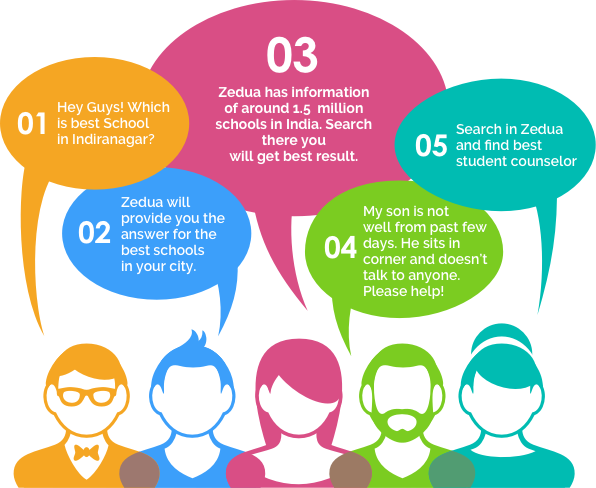 01
Hey Guys! Which
is best School
in Indiranagar?
02
Zedua will
provide you the
answer for the
best schools
in your city.
03
Zedua has information
of around 1.5 million
schools in India. Search
there you
will get best result.
04
My son is not
well from past few
days. He sits in
corner and doesn't
talk to anyone.
Please help!
05
Search in Zedua
and find best
student counselor